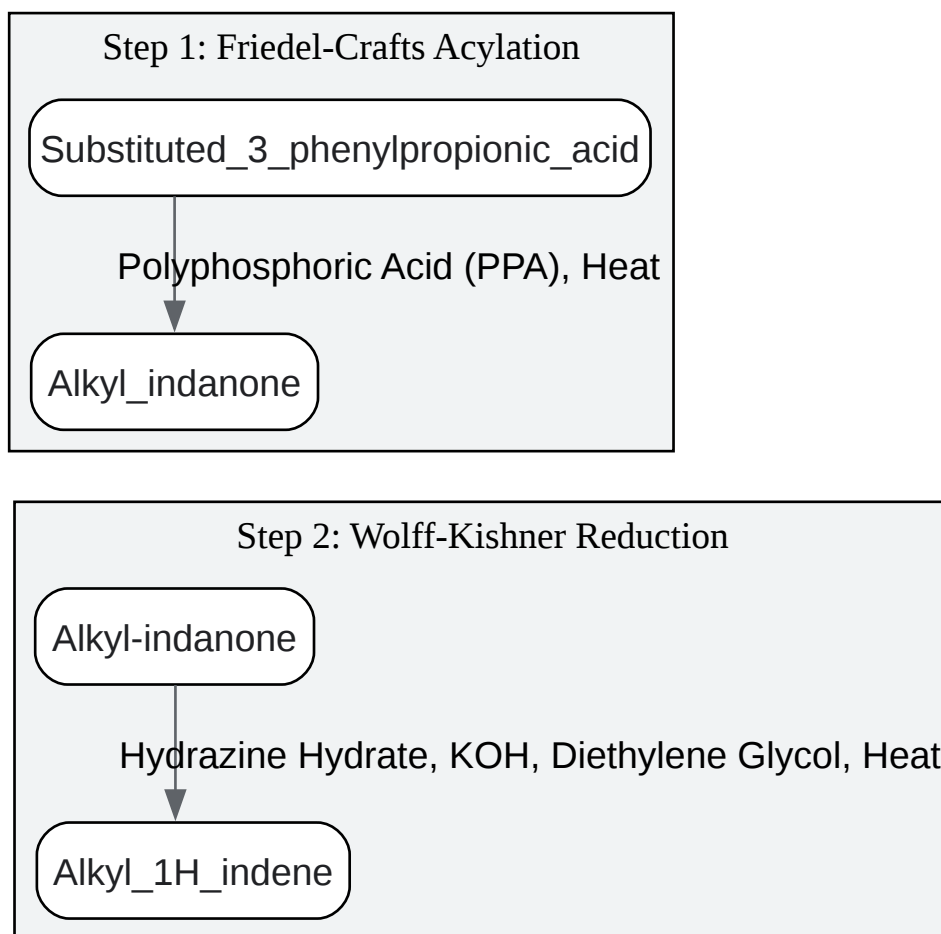 Step 1: Friedel-Crafts Acylation
Substituted_3_phenylpropionic_acid
Polyphosphoric Acid (PPA), Heat
Alkyl_indanone
Step 2: Wolff-Kishner Reduction
Alkyl-indanone
Hydrazine Hydrate, KOH, Diethylene Glycol, Heat
Alkyl_1H_indene